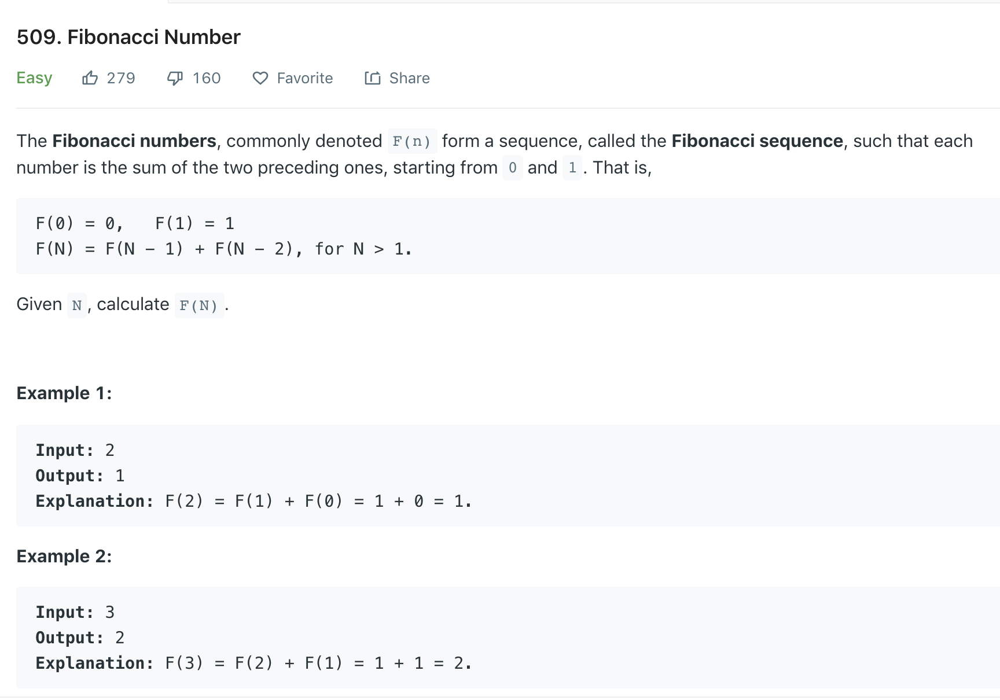 509. Fibonacci Number
Easy 279 160 Favorite Share
The Fibonacci numbers, commonly denoted F(n) form a sequence, called the Fibonacci sequence, such that each
number is the sum of the two preceding ones, starting from 0 and 1. That is,
F(0) = 0,   F(1) = 1
F(N) = F(N - 1) + F(N - 2), for N > 1.
Given N, calculate F(N).
Example 1:
Input: 2
Output: 1
Explanation: F(2) = F(1) + F(0) = 1 + 0 = 1.
Example 2:
Input: 3
Output: 2
Explanation: F(3) = F(2) + F(1) = 1 + 1 = 2.